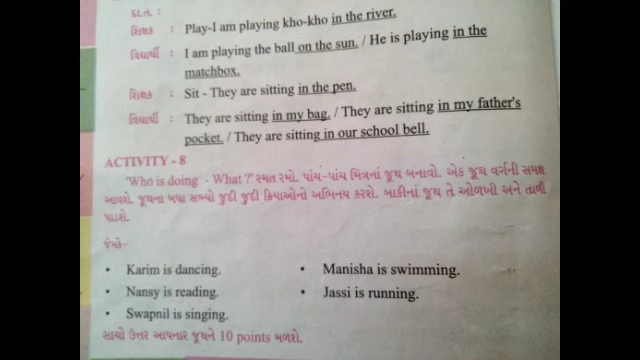 દા.ત. :
શિક્ષક : Play-I am playing kho-kho in the river.
વિદ્યાર્થી : I am playing the ball on the sun. / He is playing in the
matchbox.
શિક્ષક : Sit - They are sitting in the pen.
વિદ્યાર્થી : They are sitting in my bag. / They are sitting in my father's
pocket. / They are sitting in our school bell.
ACTIVITY - 8
'Who is doing - What ?' રમત રમો. પાંચ-પાંચ મિત્રનાં જૂથ બનાવો. એક જૂથ વર્ગની સમક્ષ
આવશે. જૂથના બધા સભ્યો જુદી જુદી ક્રિયાઓનો અભિનય કરશે. બાકીનાં જૂથ તે ઓળખી અને તાળી
પાડશે.
જેમકે-
• Karim is dancing. • Manisha is swimming.
• Nansy is reading. • Jassi is running.
• Swapnil is singing.
સાચો ઉત્તર આપનાર જૂથને 10 points મળશે.